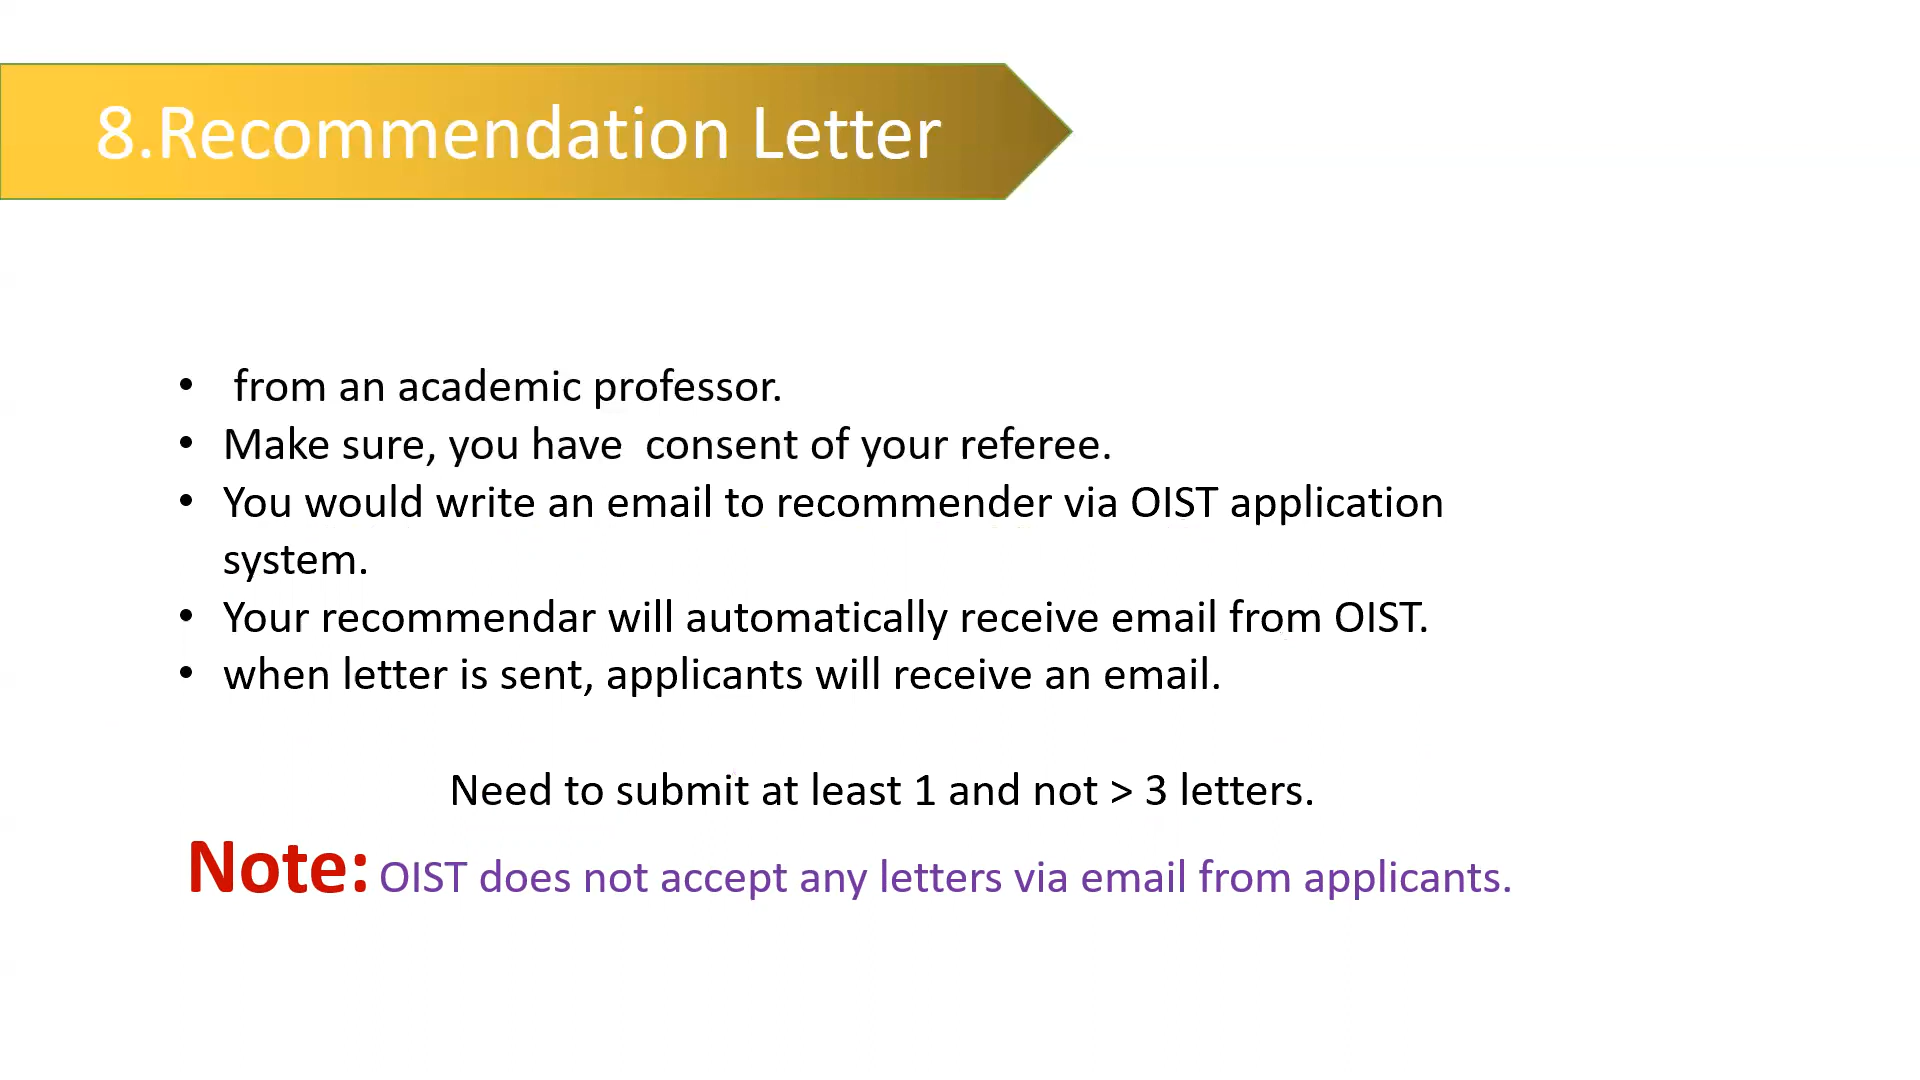 8.Recommendation Letter
• from an academic professor.
• Make sure, you have consent of your referee.
• You would write an email to recommender via OIST application
system.
• Your recommendar will automatically receive email from OIST.
• when letter is sent, applicants will receive an email.
Need to submit at least 1 and not > 3 letters.
Note: OIST does not accept any letters via email from applicants.